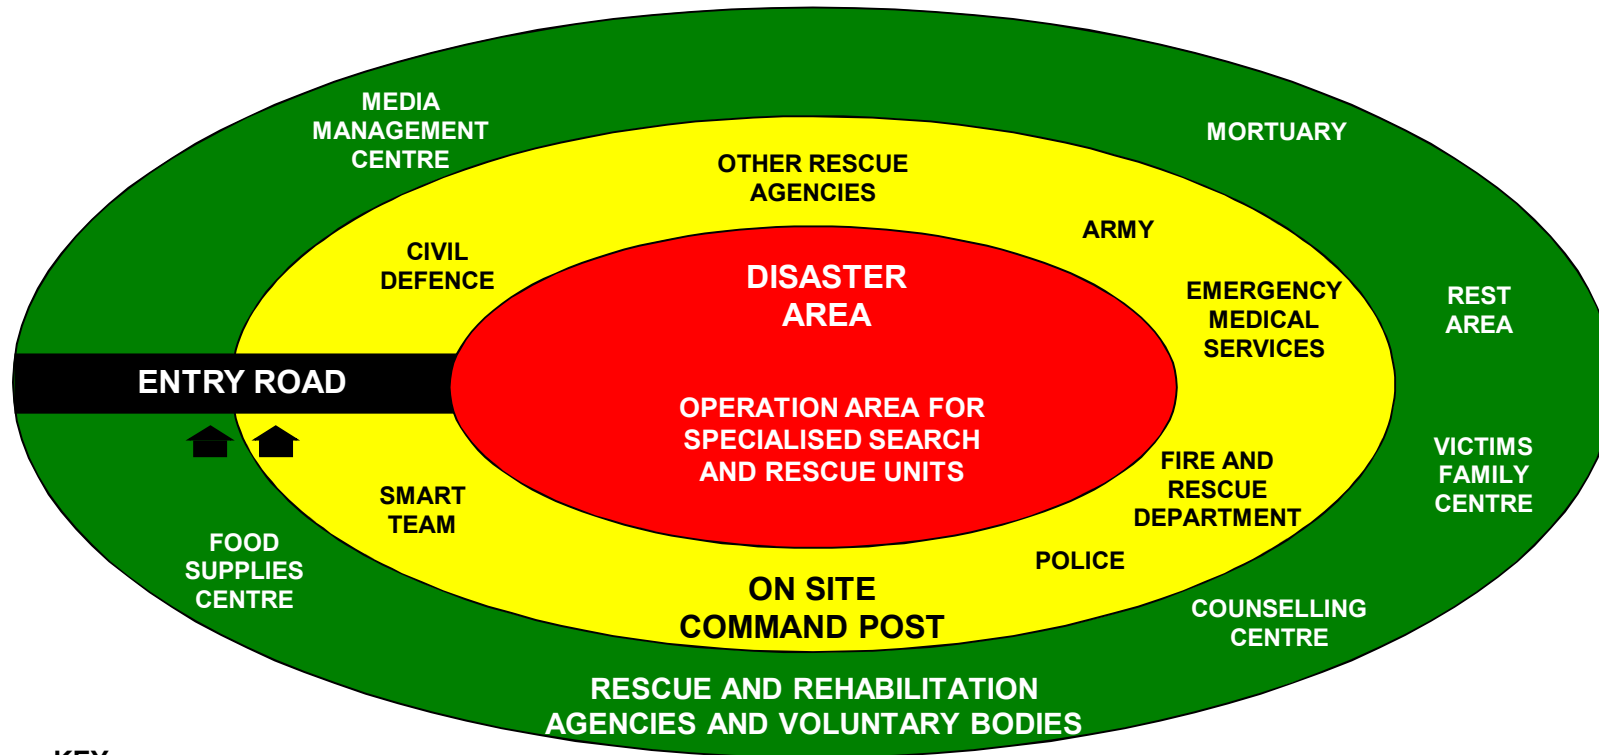 MEDIA
MANAGEMENT
CENTRE
MORTUARY
OTHER RESCUE
AGENCIES
ARMY
CIVIL
DEFENCE
DISASTER
AREA
EMERGENCY
MEDICAL
SERVICES
REST
AREA
ENTRY ROAD
OPERATION AREA FOR
SPECIALISED SEARCH
AND RESCUE UNITS
VICTIMS
FAMILY
CENTRE
FIRE AND
RESCUE
DEPARTMENT
SMART
TEAM
FOOD
SUPPLIES
CENTRE
POLICE
ON SITE
COMMAND POST
COUNSELLING
CENTRE
RESCUE AND REHABILITATION
AGENCIES AND VOLUNTARY BODIES
KEY